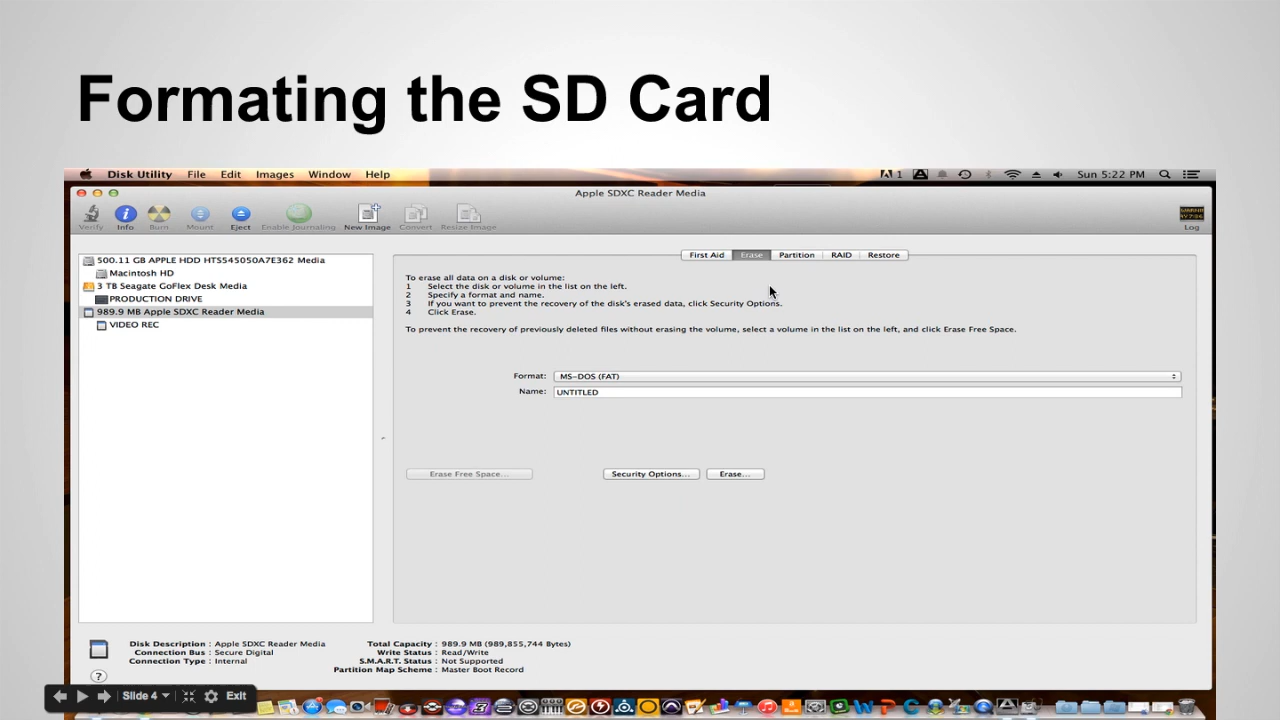 Formating the SD Card
Disk Utility File Edit Images Window Help
1 Sun 5:22 PM
Apple SDXC Reader Media
Verify Info Burn Mount Eject Enable Journaling New Image Convert Resize Image Log
500.11 GB APPLE HDD HTS545050A7E362 Media
Macintosh HD
3 TB Seagate GoFlex Desk Media
PRODUCTION DRIVE
989.9 MB Apple SDXC Reader Media
VIDEO REC
First Aid Erase Partition RAID Restore
To erase all data on a disk or volume:
1 Select the disk or volume in the list on the left.
2 Specify a format and name.
3 If you want to prevent the recovery of the disk's erased data, click Security Options.
4 Click Erase.
To prevent the recovery of previously deleted files without erasing the volume, select a volume in the list on the left, and click Erase Free Space.
Format: MS-DOS (FAT)
Name: UNTITLED
Erase Free Space... Security Options... Erase...
Disk Description : Apple SDXC Reader Media
Connection Bus : Secure Digital
Connection Type : Internal
Total Capacity : 989.9 MB (989,855,744 Bytes)
Write Status : Read/Write
S.M.A.R.T. Status : Not Supported
Partition Map Scheme : Master Boot Record
?
Slide 4 Exit